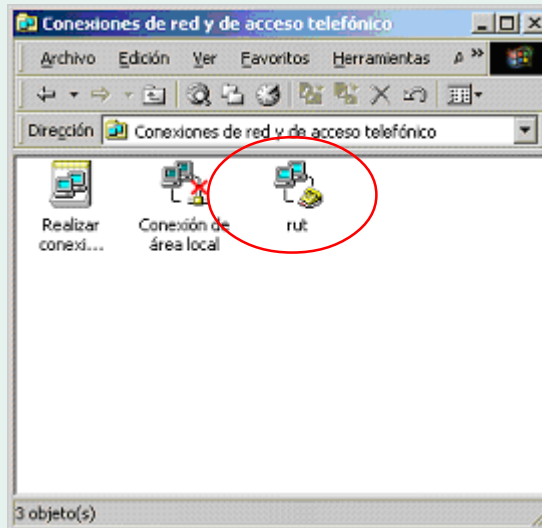 Conexiones de red y de acceso telefónico
Archivo Edición Ver Favoritos Herramientas A »
Dirección Conexiones de red y de acceso telefónico
Realizar conexi...
Conexión de área local
rut
3 objeto(s)